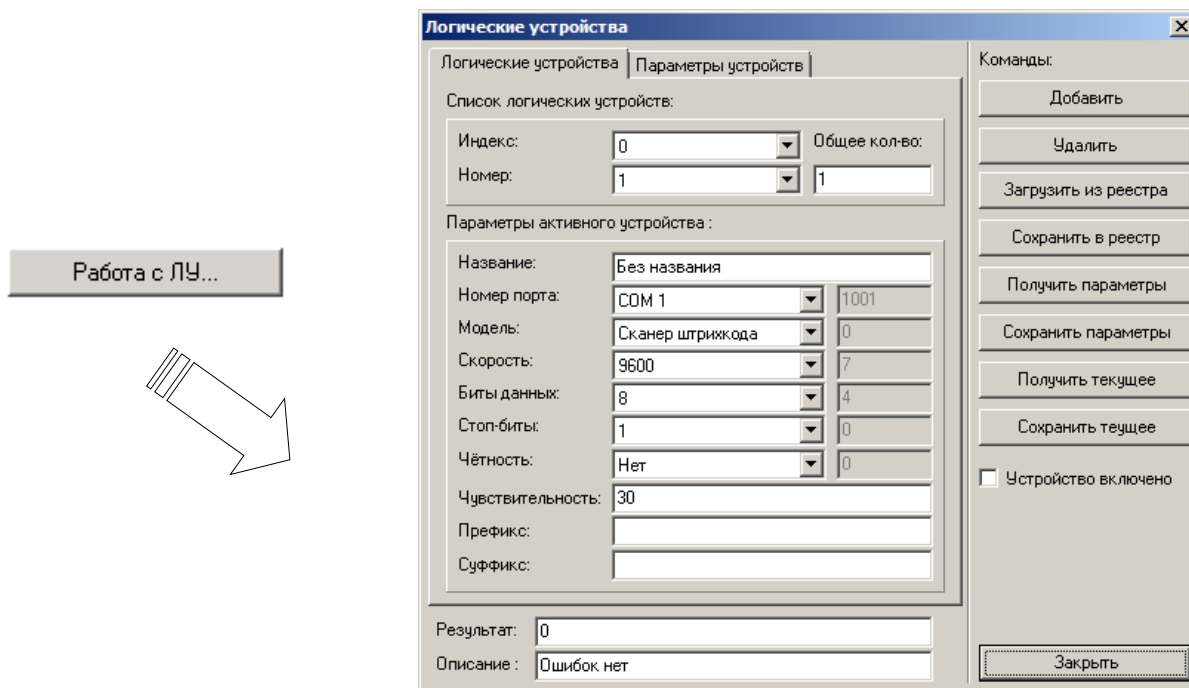 Работа с ЛУ...
Логические устройства
Логические устройства Параметры устройств
Список логических устройств:
Индекс: 0 Общее кол-во:
Номер: 1 1
Параметры активного устройства :
Название: Без названия
Номер порта: COM 1 1001
Модель: Сканер штрихкода 0
Скорость: 9600 7
Биты данных: 8 4
Стоп-биты: 1 0
Чётность: Нет 0
Чувствительность: 30
Префикс:
Суффикс:
Результат: 0
Описание : Ошибок нет
Команды:
Добавить
Удалить
Загрузить из реестра
Сохранить в реестр
Получить параметры
Сохранить параметры
Получить текущее
Сохранить теущее
Устройство включено
Закрыть